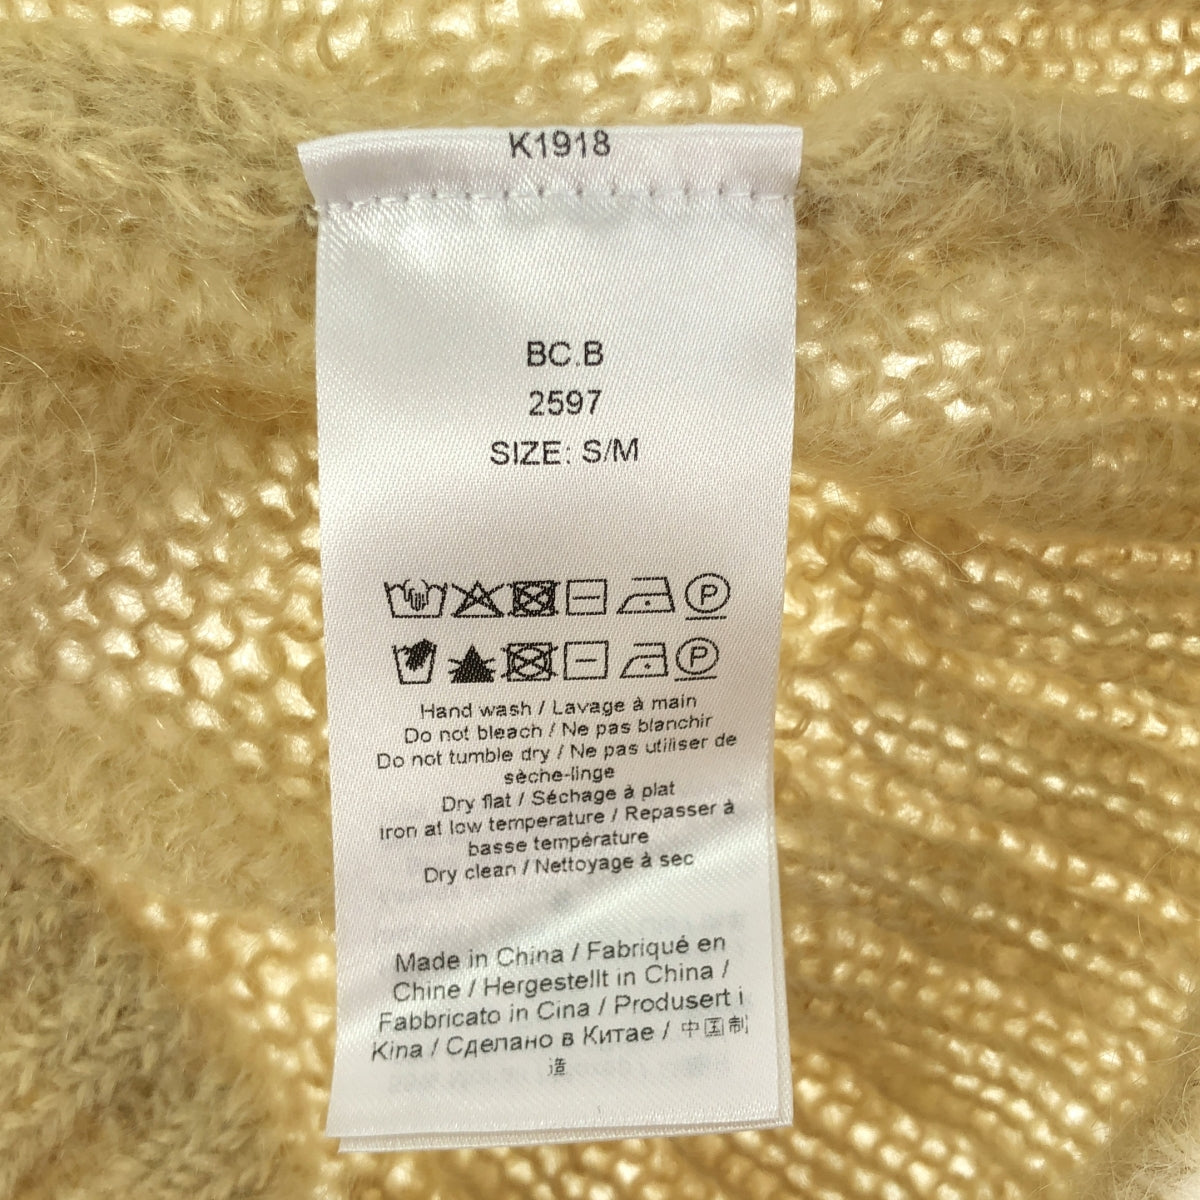 K1918
BC.B
2597
SIZE: S/M
P
P
Hand wash / Lavage à main
Do not bleach / Ne pas blanchir
Do not tumble dry / Ne pas utiliser de
sèche-linge
Dry flat / Séchage à plat
Iron at low temperature / Repasser à
basse température
Dry clean / Nettoyage à sec
Made in China / Fabriqué en
Chine / Hergestellt in China /
Fabbricato in Cina / Produsert i
Kina / Сделано в Китае / 中国制
造